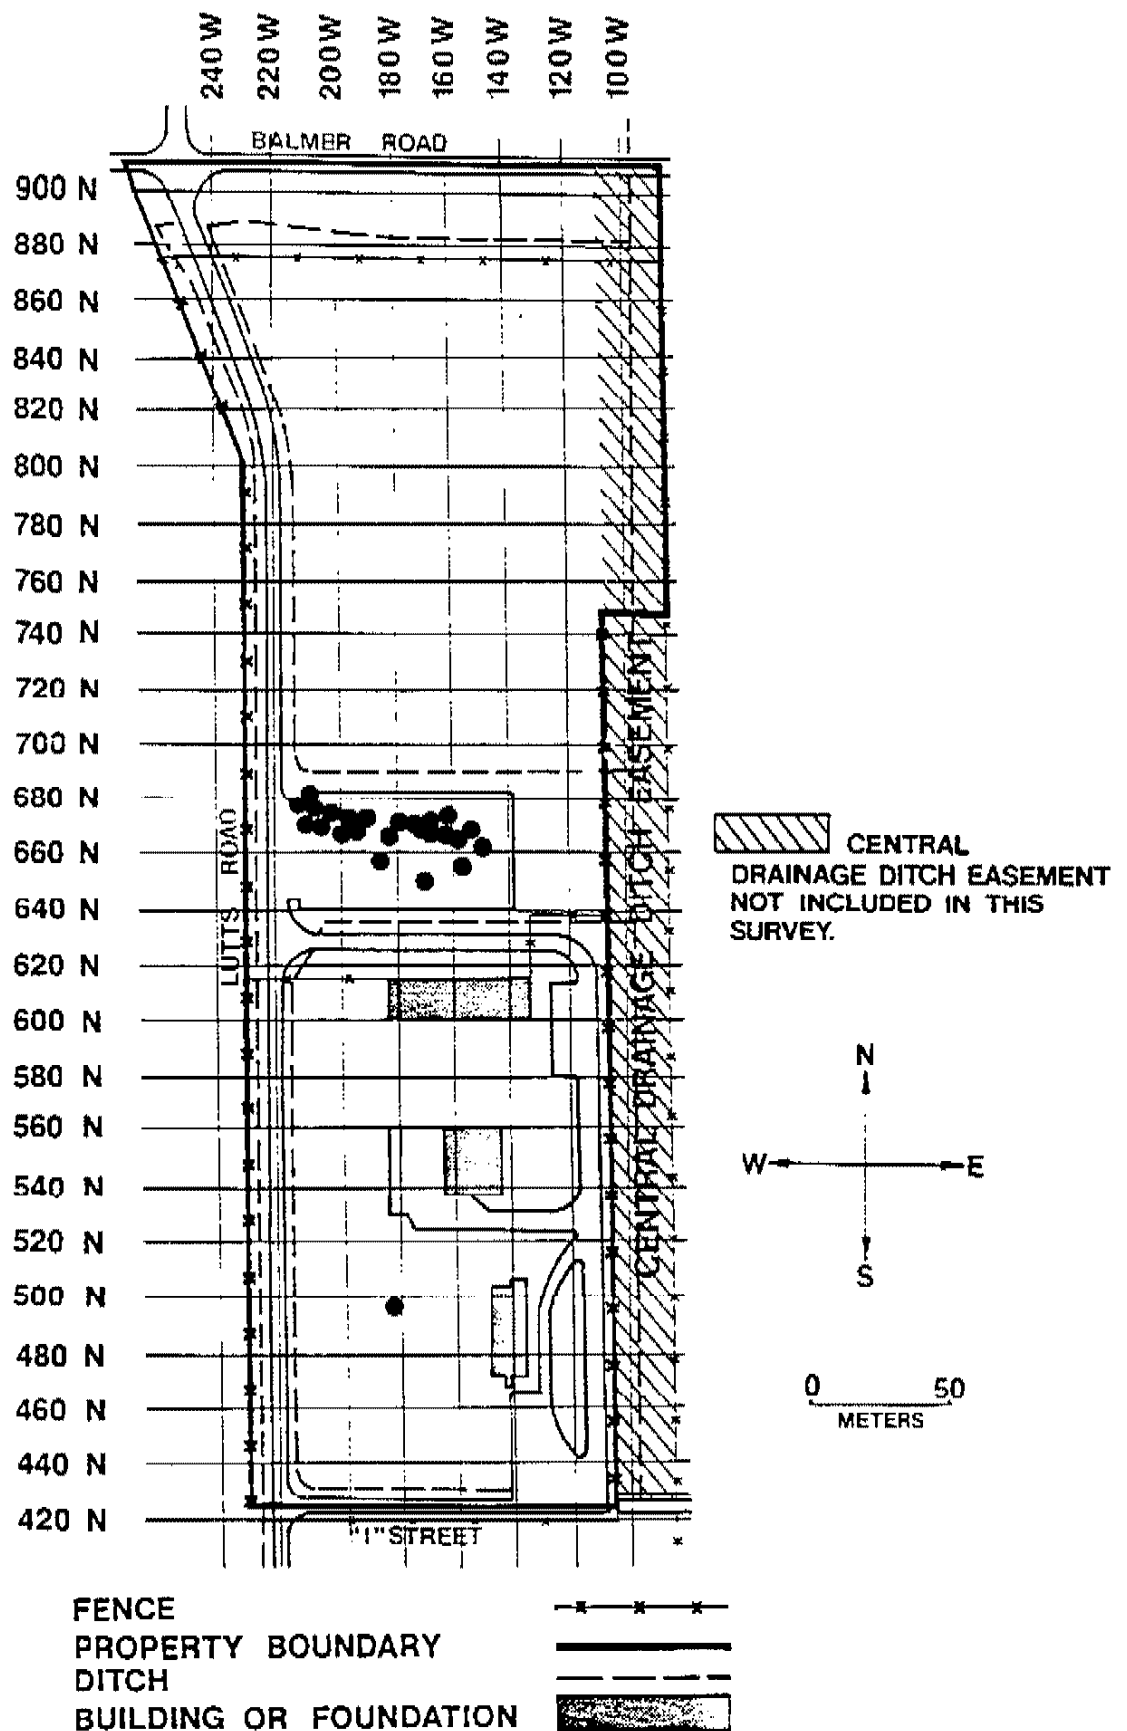 240 W
220 W
200 W
180 W
160 W
140 W
120 W
100 W
BALMER ROAD
900 N
880 N
860 N
840 N
820 N
800 N
780 N
760 N
740 N
720 N
700 N
680 N
660 N
640 N
620 N
600 N
580 N
560 N
540 N
520 N
500 N
480 N
460 N
440 N
420 N
LUTTS ROAD
CENTRAL DRAINAGE DITCH EASEMENT
"I" STREET
CENTRAL
DRAINAGE DITCH EASEMENT
NOT INCLUDED IN THIS
SURVEY.
N
W E
S
0 50
METERS
FENCE
PROPERTY BOUNDARY
DITCH
BUILDING OR FOUNDATION